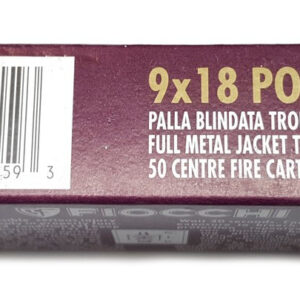 9x18 PO
PALLA BLINDATA TRO
FULL METAL JACKET T
50 CENTRE FIRE CART
59 3
FIOCCHI